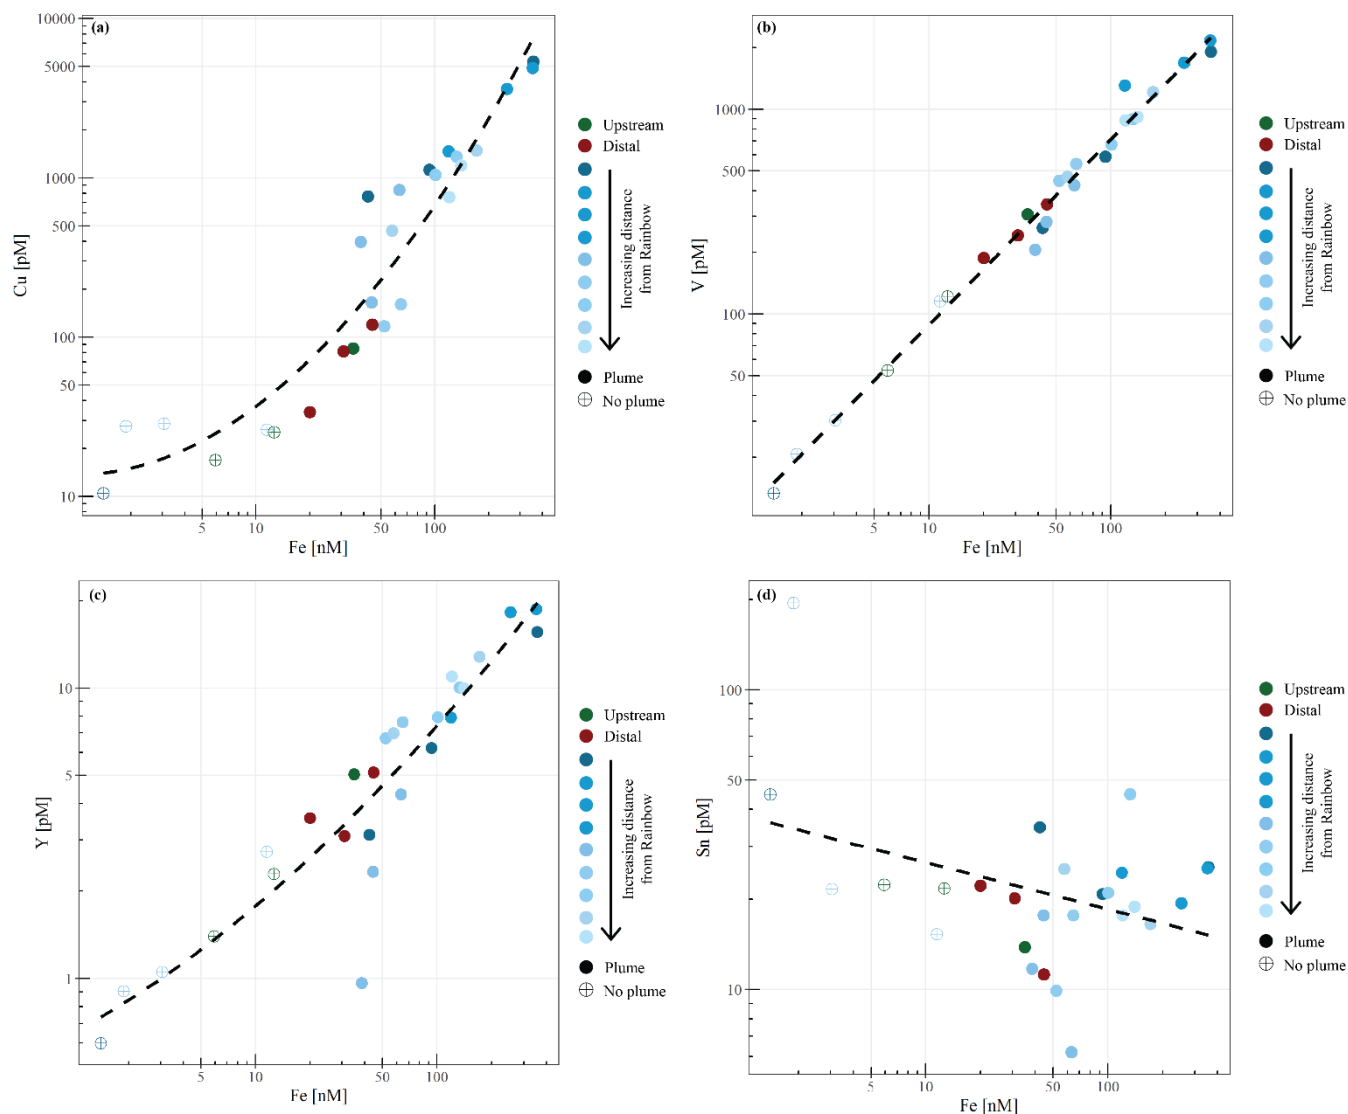 (a)
10000
5000
1000
500
100
50
10
Cu [pM]
5
10
50
100
Fe [nM]
Upstream
Distal
Increasing distance
from Rainbow
Plume
No plume
(b)
1000
500
100
50
V [pM]
5
10
50
100
Fe [nM]
Upstream
Distal
Increasing distance
from Rainbow
Plume
No plume
(c)
10
5
1
Y [pM]
5
10
50
100
Fe [nM]
Upstream
Distal
Increasing distance
from Rainbow
Plume
No plume
(d)
100
50
10
Sn [pM]
5
10
50
100
Fe [nM]
Upstream
Distal
Increasing distance
from Rainbow
Plume
No plume